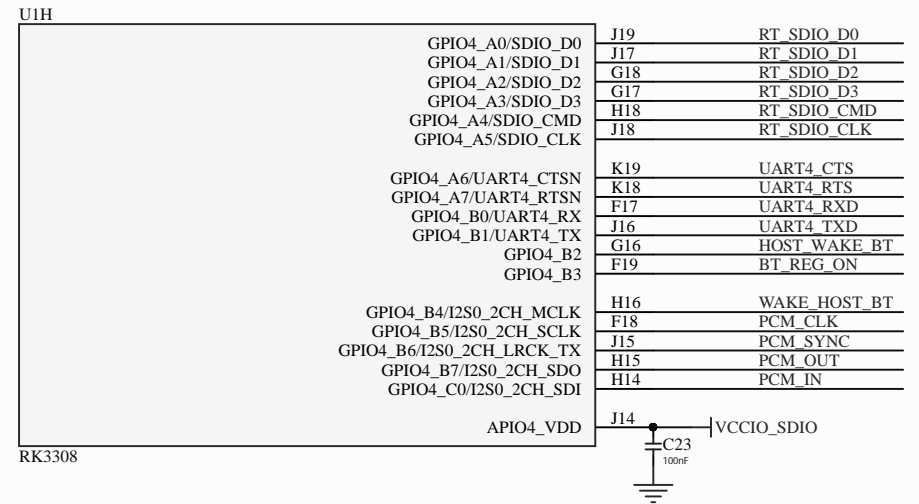 U1H
GPIO4_A0/SDIO_D0 J19 RT_SDIO_D0
GPIO4_A1/SDIO_D1 J17 RT_SDIO_D1
GPIO4_A2/SDIO_D2 G18 RT_SDIO_D2
GPIO4_A3/SDIO_D3 G17 RT_SDIO_D3
GPIO4_A4/SDIO_CMD H18 RT_SDIO_CMD
GPIO4_A5/SDIO_CLK J18 RT_SDIO_CLK
GPIO4_A6/UART4_CTSN K19 UART4_CTS
GPIO4_A7/UART4_RTSN K18 UART4_RTS
GPIO4_B0/UART4_RX F17 UART4_RXD
GPIO4_B1/UART4_TX J16 UART4_TXD
GPIO4_B2 G16 HOST_WAKE_BT
GPIO4_B3 F19 BT_REG_ON
GPIO4_B4/I2S0_2CH_MCLK H16 WAKE_HOST_BT
GPIO4_B5/I2S0_2CH_SCLK F18 PCM_CLK
GPIO4_B6/I2S0_2CH_LRCK_TX J15 PCM_SYNC
GPIO4_B7/I2S0_2CH_SDO H15 PCM_OUT
GPIO4_C0/I2S0_2CH_SDI H14 PCM_IN
APIO4_VDD J14 VCCIO_SDIO
C23
100nF
RK3308